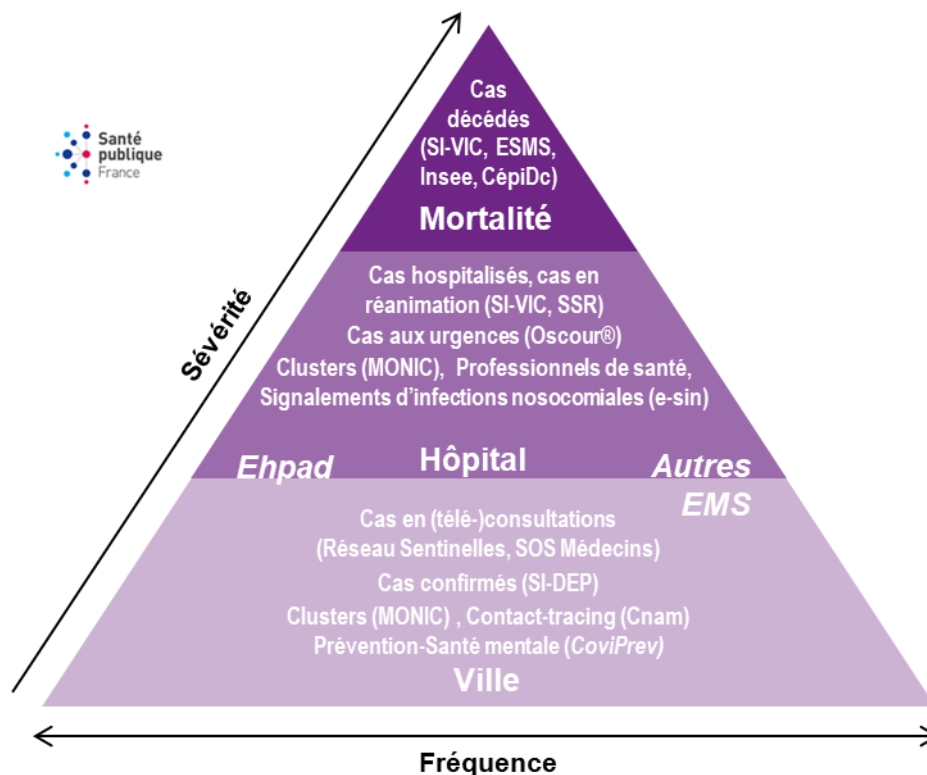 Santé
publique
France
Cas
décédés
(SI-VIC, ESMS,
Insee, CépiDc)
Mortalité
Sévérité
Cas hospitalisés, cas en
réanimation (SI-VIC, SSR)
Cas aux urgences (Oscour®)
Clusters (MONIC), Professionnels de santé,
Signalements d'infections nosocomiales (e-sin)
Ehpad
Hôpital
Autres
EMS
Cas en (télé-)consultations
(Réseau Sentinelles, SOS Médecins)
Cas confirmés (SI-DEP)
Clusters (MONIC) , Contact-tracing (Cnam)
Prévention-Santé mentale (CoviPrev)
Ville
Fréquence